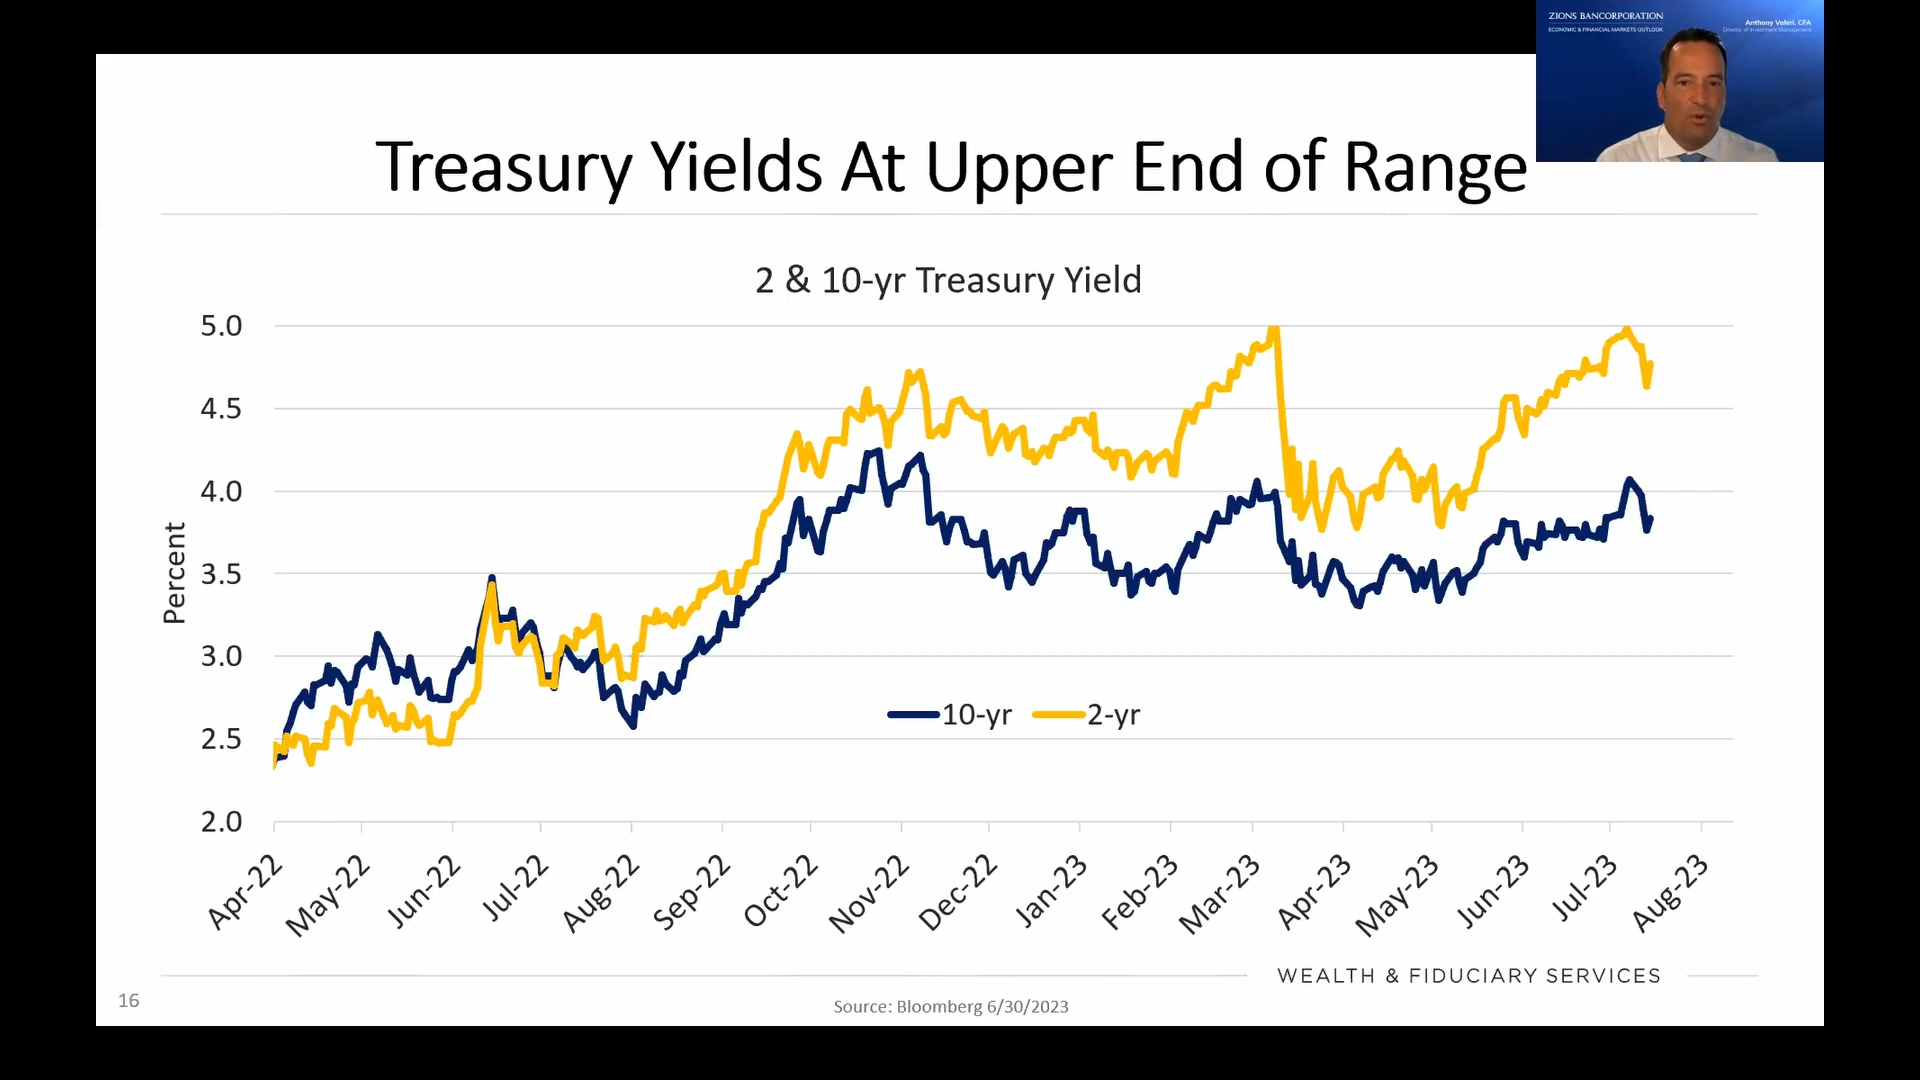 ZIONS BANCORPORATION
ECONOMIC & FINANCIAL MARKETS OUTLOOK
Anthony Valeri, CFA
Director of Investment Management
Treasury Yields At Upper End of Range
2 & 10-yr Treasury Yield
Percent
5.0
4.5
4.0
3.5
3.0
2.5
2.0
10-yr 2-yr
Apr-22 May-22 Jun-22 Jul-22 Aug-22 Sep-22 Oct-22 Nov-22 Dec-22 Jan-23 Feb-23 Mar-23 Apr-23 May-23 Jun-23 Jul-23 Aug-23
WEALTH & FIDUCIARY SERVICES
16
Source: Bloomberg 6/30/2023